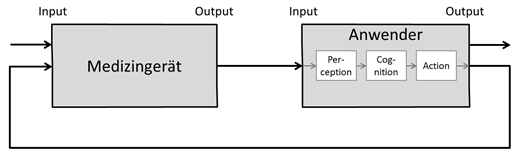 Input Output Input Output
Medizingerät
Anwender
Per-
ception
Cog-
nition
Action